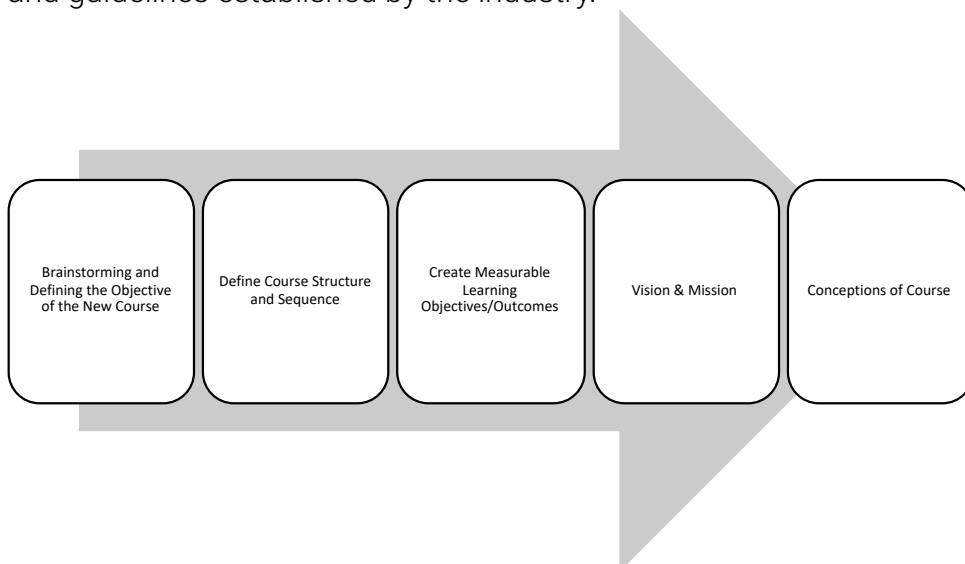 and guidelines established by the industry.
Brainstorming and
Defining the Objective
of the New Course
Define Course Structure
and Sequence
Create Measurable
Learning
Objectives/Outcomes
Vision & Mission
Conceptions of Course